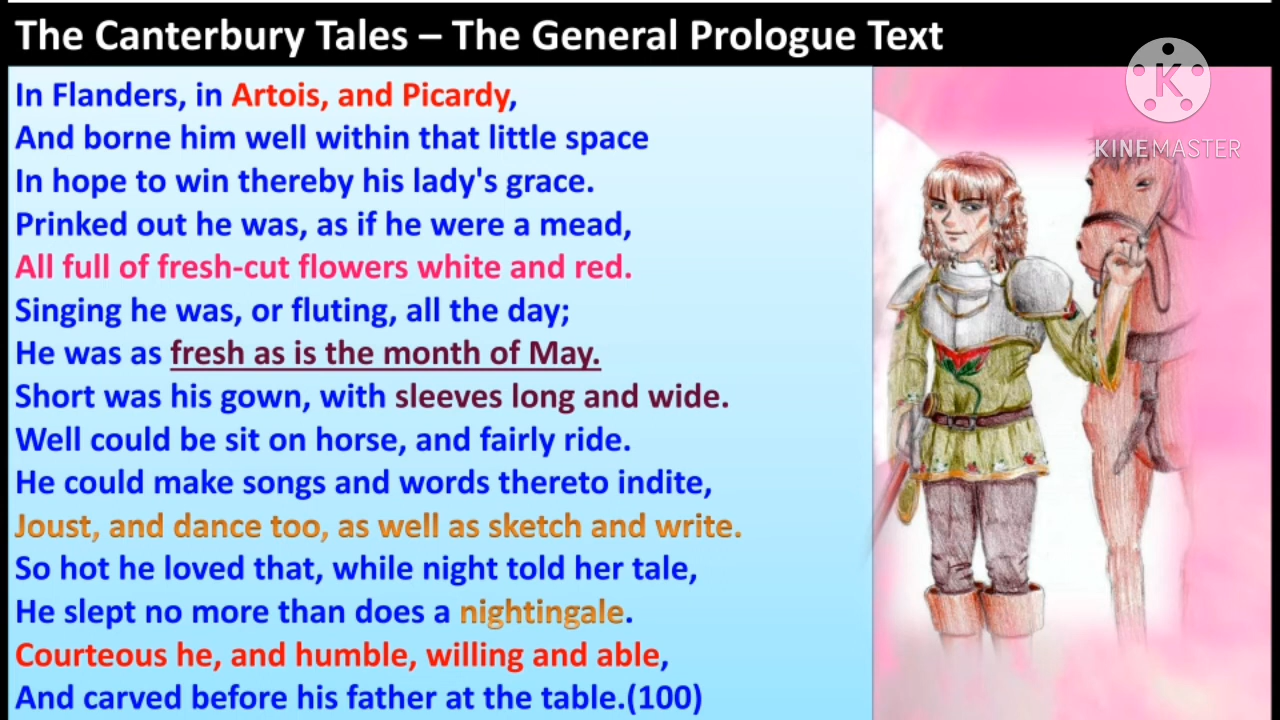 The Canterbury Tales – The General Prologue Text
In Flanders, in Artois, and Picardy,
And borne him well within that little space
In hope to win thereby his lady's grace.
Prinked out he was, as if he were a mead,
All full of fresh-cut flowers white and red.
Singing he was, or fluting, all the day;
He was as fresh as is the month of May.
Short was his gown, with sleeves long and wide.
Well could be sit on horse, and fairly ride.
He could make songs and words thereto indite,
Joust, and dance too, as well as sketch and write.
So hot he loved that, while night told her tale,
He slept no more than does a nightingale.
Courteous he, and humble, willing and able,
And carved before his father at the table.(100)
K
KINEMASTER